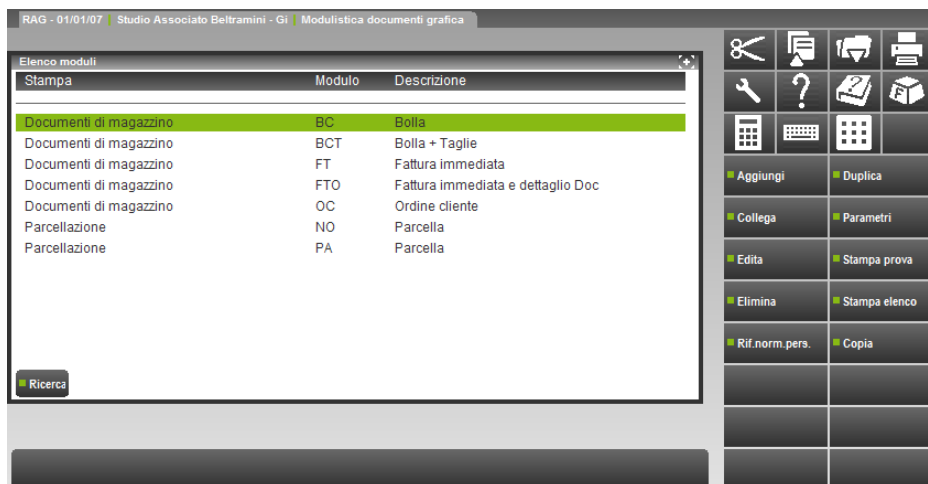 RAG - 01/01/07 Studio Associato Beltramini - Gi Modulistica documenti grafica
Elenco moduli
Stampa Modulo Descrizione
Documenti di magazzino BC Bolla
Documenti di magazzino BCT Bolla + Taglie
Documenti di magazzino FT Fattura immediata
Documenti di magazzino FTO Fattura immediata e dettaglio Doc
Documenti di magazzino OC Ordine cliente
Parcellazione NO Parcella
Parcellazione PA Parcella
Ricerca
Aggiungi Duplica
Collega Parametri
Edita Stampa prova
Elimina Stampa elenco
Rif.norm.pers. Copia